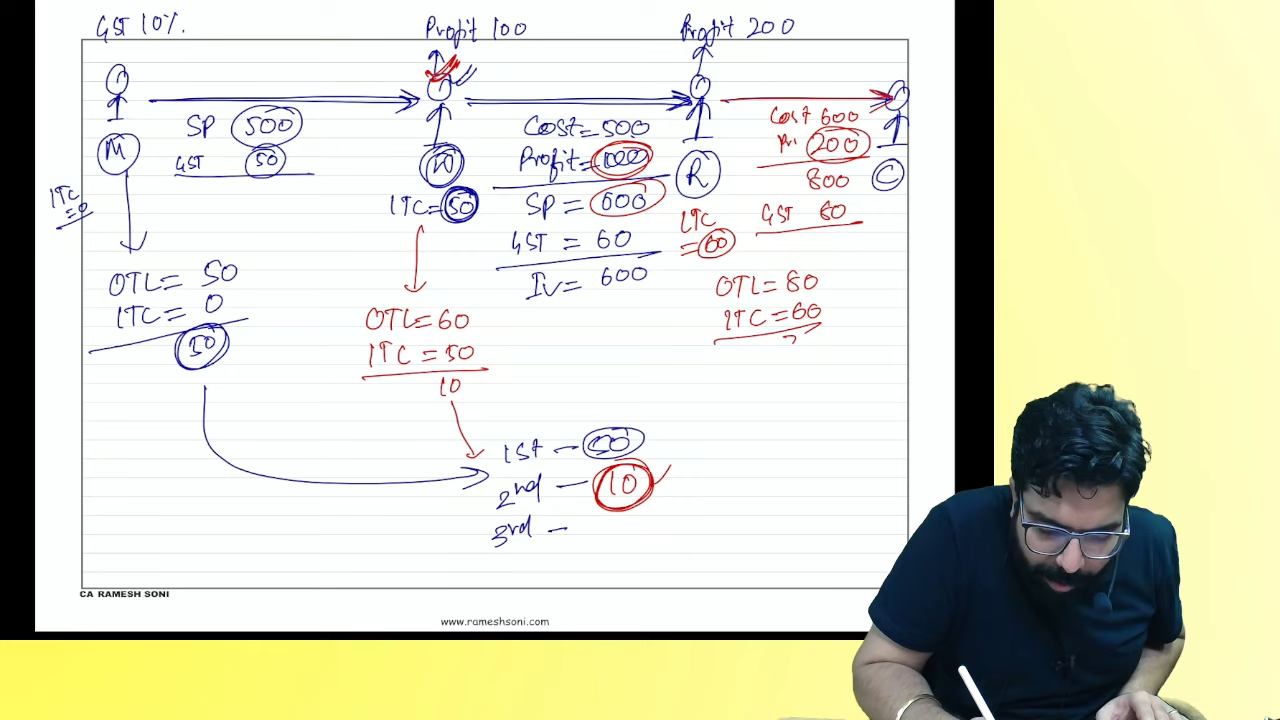 GST 10%.
Profit 100
Profit 200
SP 500
GST 50
M
ITC
=0
OTL = 50
ITC = 0
50
W
ITC = 50
OTL = 60
ITC = 50
10
Cost = 500
Profit = 100
SP = 600
GST = 60
IV = 600
R
ITC
= 60
Cost 600
Pr. 200
800
GST 80
C
OTL = 80
ITC = 60
1st — 50
2nd — 10
3rd —
CA RAMESH SONI
www.rameshsoni.com